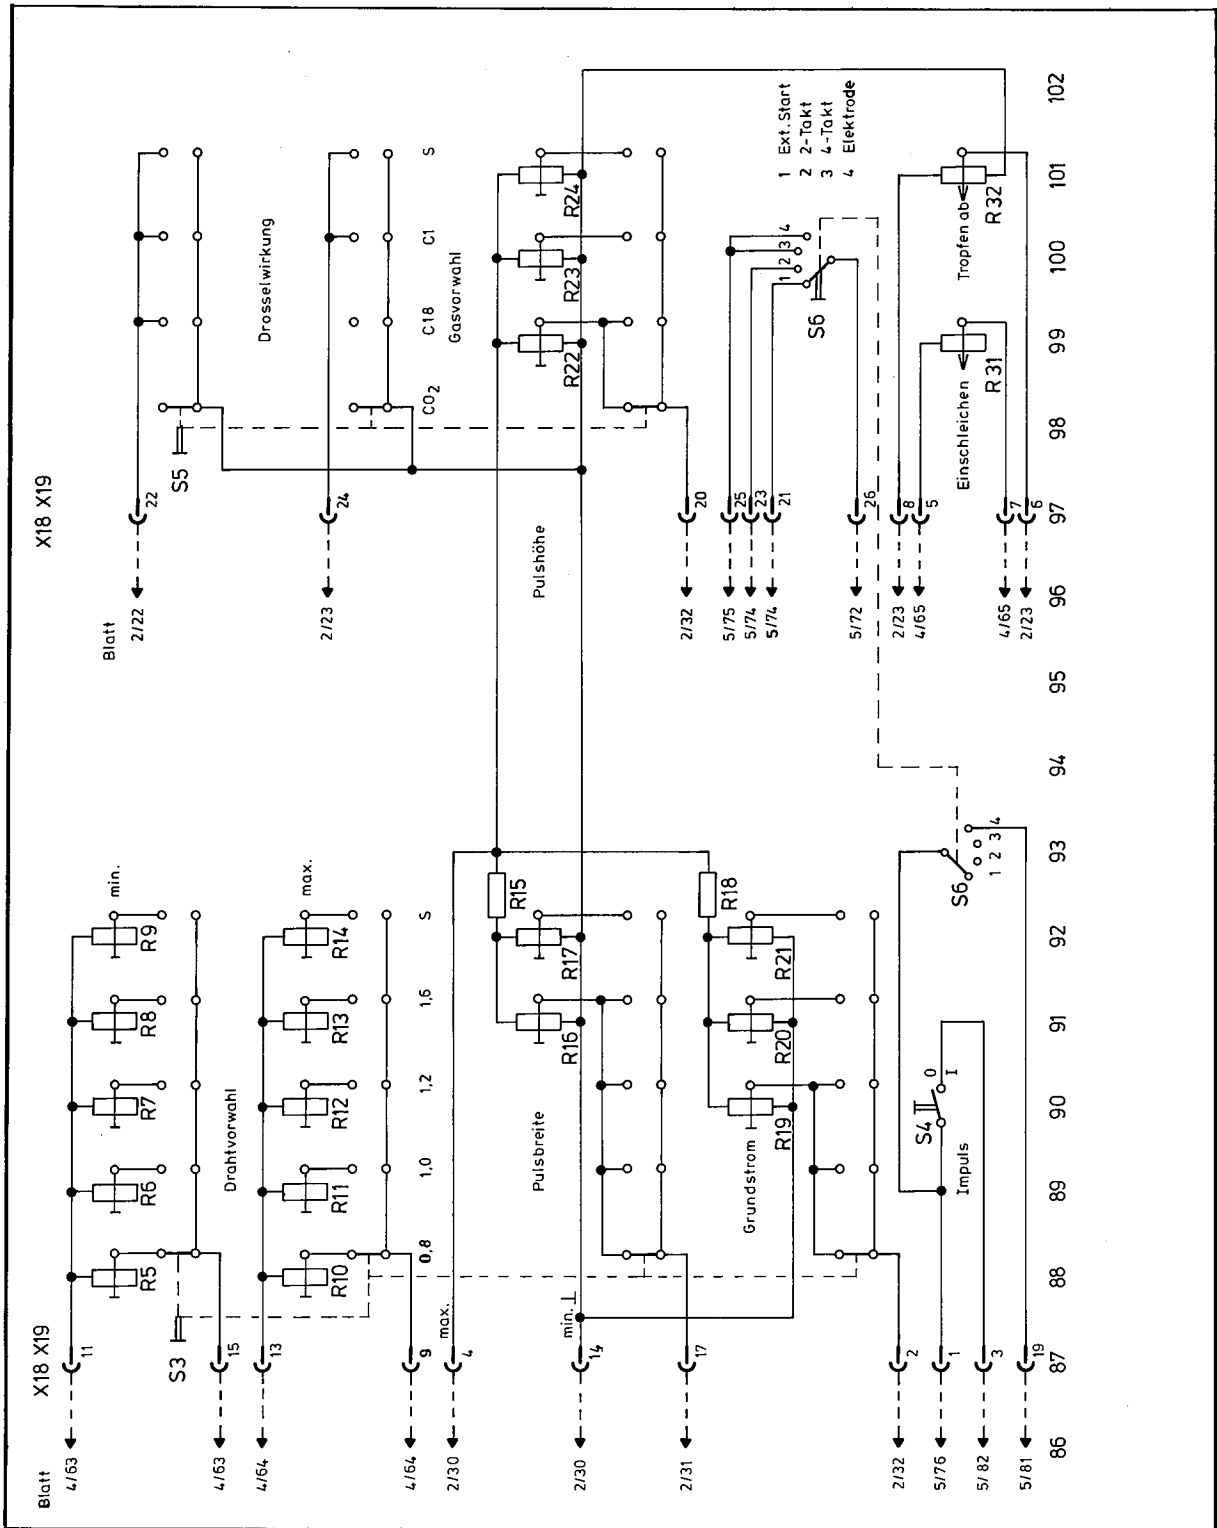 Blatt
X18 X19
4/63
11
R5
R6
R7
R8
R9
min.
S3
4/63
15
Drahtvorwahl
4/64
13
R10
R11
R12
R13
R14
max.
4/64
9
0,8
1,0
1,2
1,6
S
2/30
4
max.
R15
Pulsbreite
R16
R17
2/30
14
min. ⊥
2/31
17
R18
Grundstrom
R19
R20
R21
2/32
2
5/76
1
Impuls
S4
0
I
5/82
3
5/81
19
S6
1 2 3 4
86
87
88
89
90
91
92
93
94
95
96
97
98
99
100
101
102
Blatt
X18 X19
2/22
22
S5
Drosselwirkung
2/23
24
CO2
C18
C1
S
Gasvorwahl
Pulshöhe
R22
R23
R24
2/32
20
5/75
25
5/74
23
5/74
21
5/72
26
S6
1
2
3
4
1 Ext. Start
2 2-Takt
3 4-Takt
4 Elektrode
2/23
8
4/65
5
Einschleichen
R31
Tropfen ab
R32
4/65
7
2/23
6